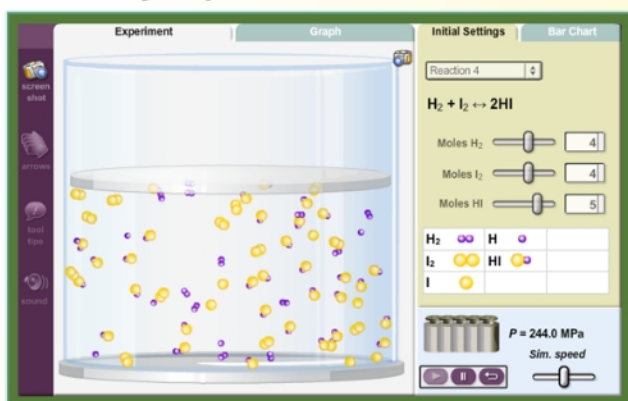 Experiment
Graph
Initial Settings
Bar Chart
screen
shot
arrows
tool
tips
sound
Reaction 4
H₂ + I₂ ↔ 2HI
Moles H₂ 4
Moles I₂ 4
Moles HI 5
H₂ H
I₂ HI
I
P = 244.0 MPa
Sim. speed